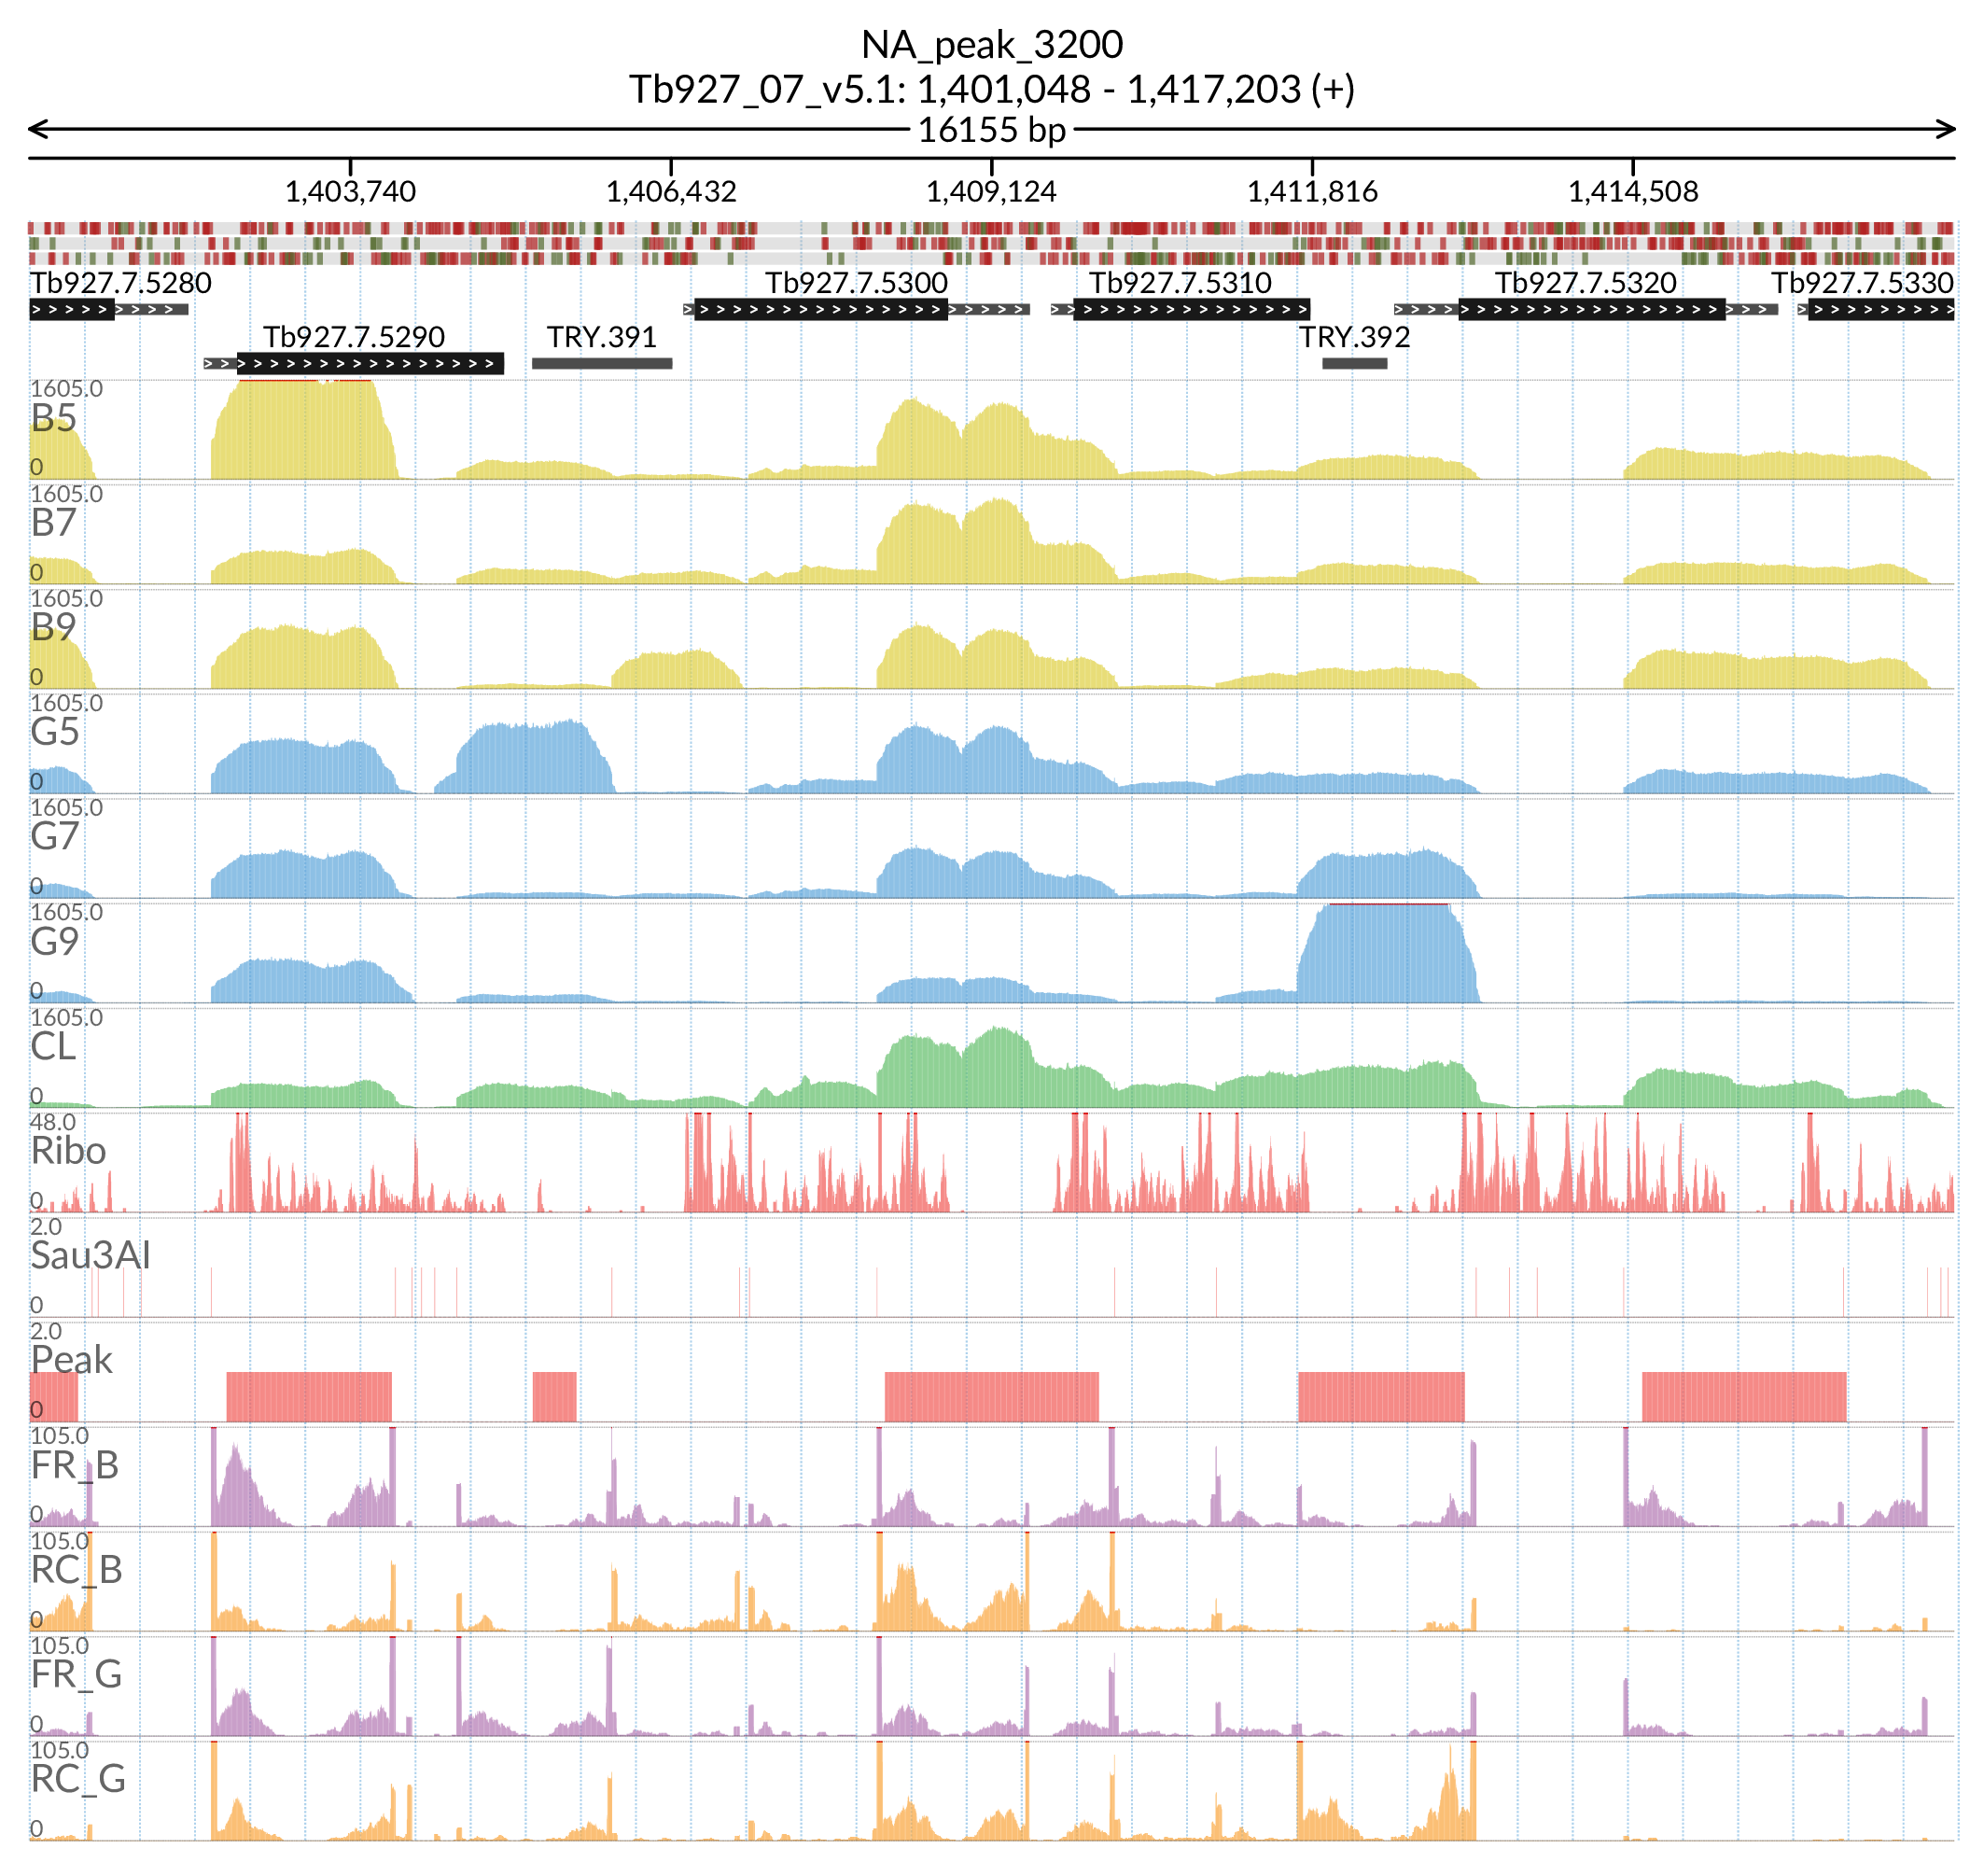 NA_peak_3200
Tb927_07_v5.1: 1,401,048 - 1,417,203 (+)
16155 bp
1,403,740 1,406,432 1,409,124 1,411,816 1,414,508
Tb927.7.5280 Tb927.7.5300 Tb927.7.5310 Tb927.7.5320 Tb927.7.5330
Tb927.7.5290 TRY.391 TRY.392
1605.0
B5
0
1605.0
B7
0
1605.0
B9
0
1605.0
G5
0
1605.0
G7
0
1605.0
G9
0
1605.0
CL
0
48.0
Ribo
0
2.0
Sau3AI
0
2.0
Peak
0
105.0
FR_B
0
105.0
RC_B
0
105.0
FR_G
0
105.0
RC_G
0